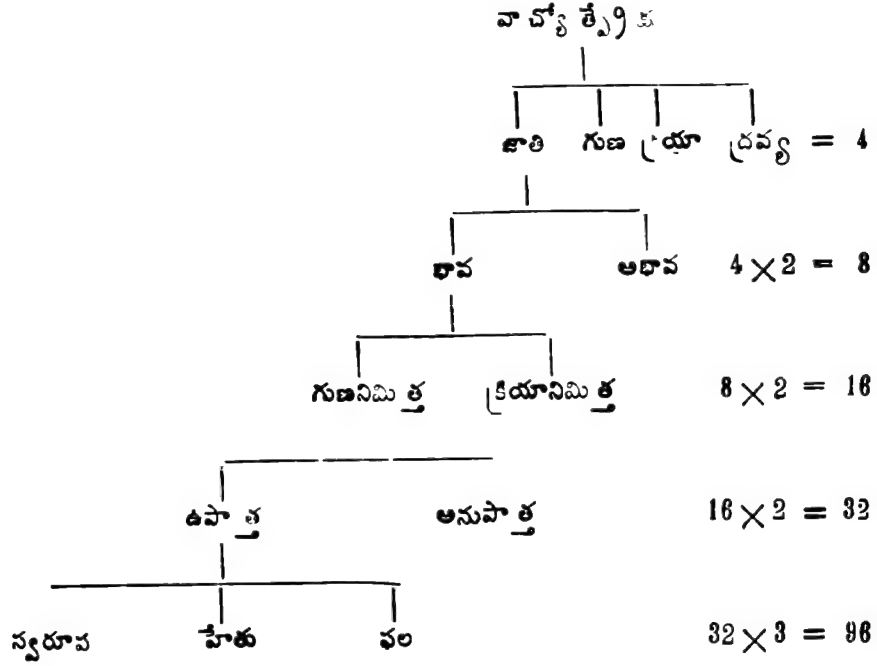 వాచ్యోత్ప్రేక్ష
జాతి గుణ క్రియా ద్రవ్య = 4
భావ అభావ 4 × 2 = 8
గుణనిమిత్త క్రియానిమిత్త 8 × 2 = 16
ఉపాత్త అనుపాత్త 16 × 2 = 32
స్వరూప హేతు ఫల 32 × 3 = 96